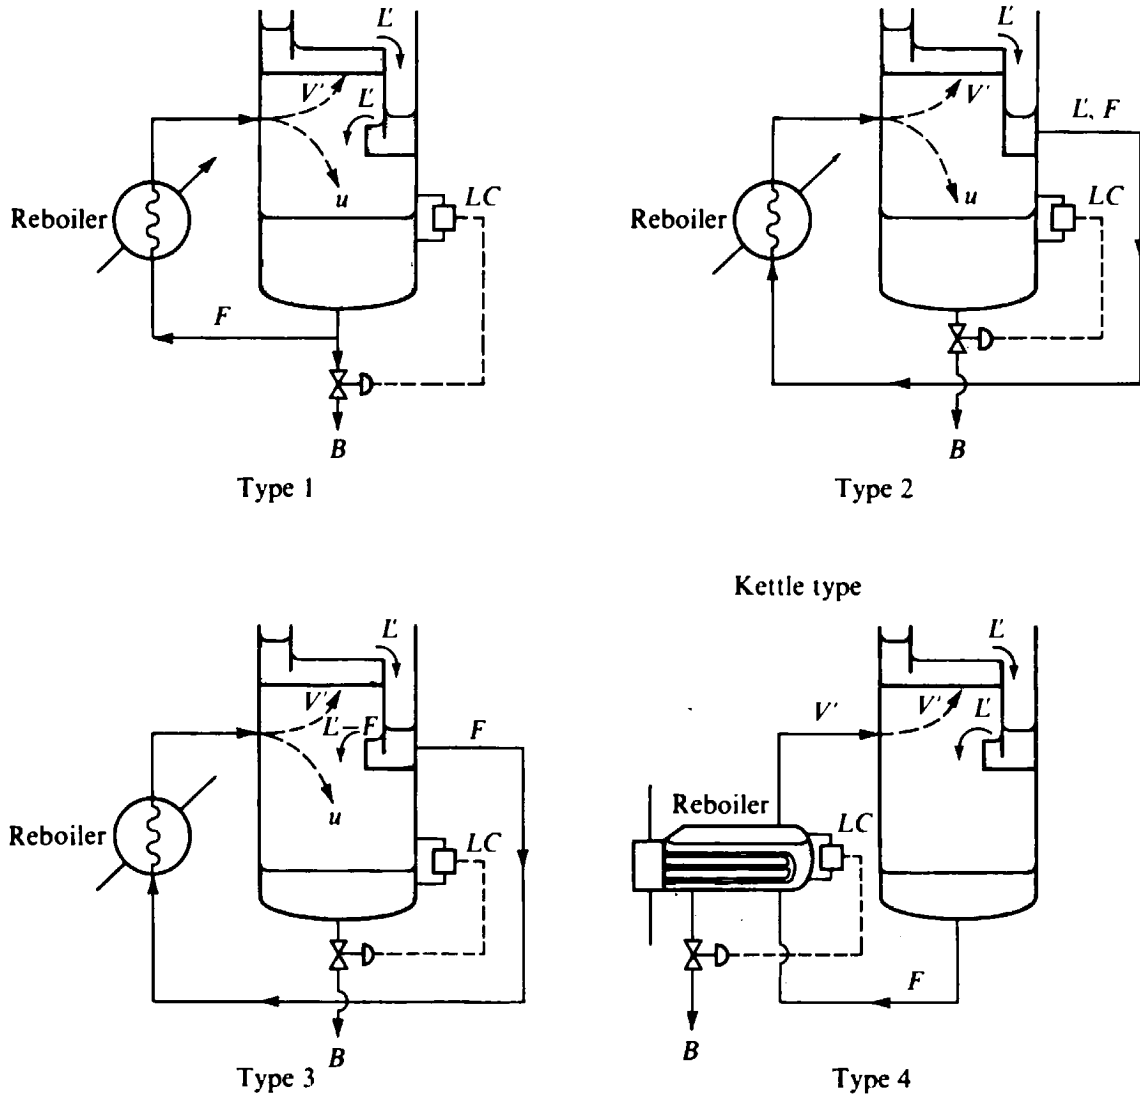 L′
V′
L′
LC
u
Reboiler
F
B
Type 1
L′
V′
L′, F
LC
u
Reboiler
B
Type 2
L′
V′
L′ – F
F
LC
u
Reboiler
B
Type 3
Kettle type
L′
V′
V′
L′
Reboiler
LC
F
B
Type 4